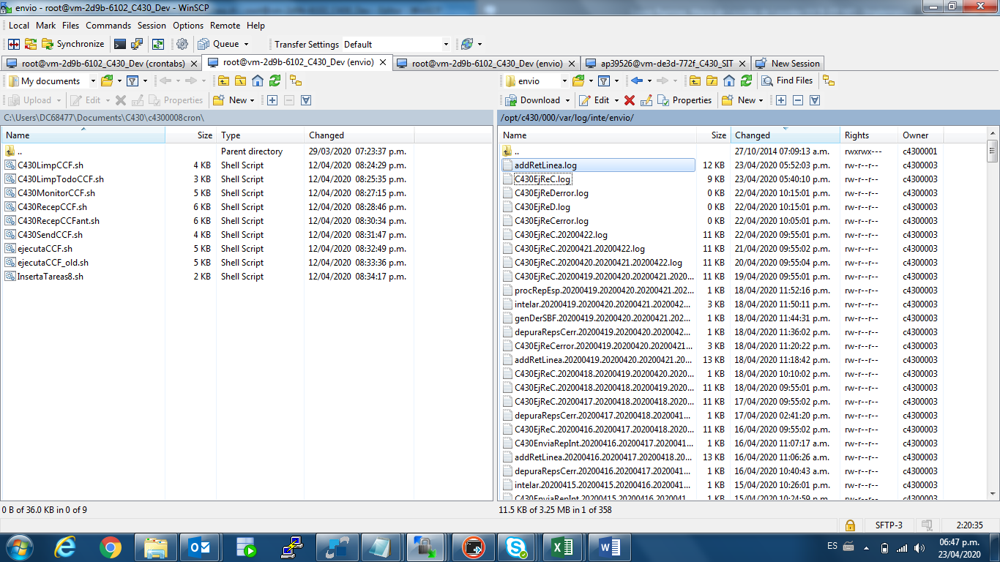 envio - root@vm-2d9b-6102_C430_Dev - WinSCP
Local Mark Files Commands Session Options Remote Help
Synchronize Queue Transfer Settings Default
root@vm-2d9b-6102_C430_Dev (crontabs) root@vm-2d9b-6102_C430_Dev (envio) root@vm-2d9b-6102_C430_Dev (envio) ap39526@vm-de3d-772f_C430_SIT New Session
My documents envio Find Files
Upload Edit Properties New Download Edit Properties New
C:\Users\DC68477\Documents\C430\c4300008cron\ /opt/c430/000/var/log/inte/envio/
Name Size Type Changed
.. Parent directory 29/03/2020 07:23:37 p.m.
C430LimpCCF.sh 4 KB Shell Script 12/04/2020 08:24:29 p.m.
C430LimpTodoCCF.sh 3 KB Shell Script 12/04/2020 08:25:35 p.m.
C430MonitorCCF.sh 5 KB Shell Script 12/04/2020 08:27:15 p.m.
C430RecepCCF.sh 6 KB Shell Script 12/04/2020 08:28:46 p.m.
C430RecepCCFant.sh 6 KB Shell Script 12/04/2020 08:30:34 p.m.
C430SendCCF.sh 4 KB Shell Script 12/04/2020 08:31:47 p.m.
ejecutaCCF.sh 5 KB Shell Script 12/04/2020 08:32:49 p.m.
ejecutaCCF_old.sh 5 KB Shell Script 12/04/2020 08:33:36 p.m.
InsertaTareas8.sh 2 KB Shell Script 12/04/2020 08:34:17 p.m.
Name Size Changed Rights Owner
.. 27/10/2014 07:09:13 a.m. rwxrwx--- c4300001
addRetLinea.log 12 KB 23/04/2020 05:52:03 p.m. rw-r--r-- c4300003
C430EjReC.log 9 KB 23/04/2020 05:40:10 p.m. rw-r--r-- c4300003
C430EjReDerror.log 0 KB 22/04/2020 10:15:01 p.m. rw-r--r-- c4300003
C430EjReD.log 0 KB 22/04/2020 10:15:01 p.m. rw-r--r-- c4300003
C430EjReCerror.log 0 KB 22/04/2020 10:05:01 p.m. rw-r--r-- c4300003
C430EjReC.20200422.log 11 KB 22/04/2020 09:55:01 p.m. rw-r--r-- c4300003
C430EjReC.20200421.20200422.log 11 KB 21/04/2020 09:55:02 p.m. rw-r--r-- c4300003
C430EjReC.20200420.20200421.20200422.log 11 KB 20/04/2020 09:55:04 p.m. rw-r--r-- c4300003
C430EjReC.20200419.20200420.20200421.2020... 11 KB 19/04/2020 09:55:01 p.m. rw-r--r-- c4300003
procRepEsp.20200419.20200420.20200421.202... 1 KB 18/04/2020 11:52:16 p.m. rw-r--r-- c4300003
intelar.20200419.20200420.20200421.2020042... 3 KB 18/04/2020 11:50:11 p.m. rw-r--r-- c4300003
genDerSBF.20200419.20200420.20200421.202... 1 KB 18/04/2020 11:44:31 p.m. rw-r--r-- c4300003
depuraRepsCerr.20200419.20200420.202042... 1 KB 18/04/2020 11:36:02 p.m. rw-r--r-- c4300003
C430EjReCerror.20200419.20200420.20200421... 3 KB 18/04/2020 11:20:22 p.m. rw-r--r-- c4300003
addRetLinea.20200419.20200420.20200421.20... 13 KB 18/04/2020 11:18:42 p.m. rw-r--r-- c4300003
C430EjReC.20200418.20200419.20200420.2020... 1 KB 18/04/2020 10:10:02 p.m. rw-r--r-- c4300003
C430EjReC.20200418.20200418.20200419.2020... 11 KB 18/04/2020 09:55:01 p.m. rw-r--r-- c4300003
C430EjReC.20200417.20200418.20200418.2020... 11 KB 17/04/2020 09:55:02 p.m. rw-r--r-- c4300003
depuraRepsCerr.20200417.20200418.2020041... 1 KB 17/04/2020 02:41:20 p.m. rw-r--r-- c4300003
C430EjReC.20200416.20200417.20200418.2020... 11 KB 16/04/2020 09:55:02 p.m. rw-r--r-- c4300003
C430EnviaRepInt.20200416.20200417.2020041... 1 KB 16/04/2020 11:07:17 a.m. rw-r--r-- c4300003
addRetLinea.20200416.20200417.20200418.20... 13 KB 16/04/2020 11:06:26 a.m. rw-r--r-- c4300003
depuraRepsCerr.20200416.20200417.2020041... 1 KB 16/04/2020 10:40:43 a.m. rw-r--r-- c4300003
intelar.20200415.20200415.20200416.2020041... 1 KB 15/04/2020 10:26:01 p.m. rw-r--r-- c4300003
C430EnviaRepInt.20200415.20200416.2020041... 1 KB 15/04/2020 10:24:59 p.m. rw-r--r-- c4300003
0 B of 36.0 KB in 0 of 9 11.5 KB of 3.25 MB in 1 of 358
SFTP-3 2:20:35
ES 06:47 p.m.
23/04/2020